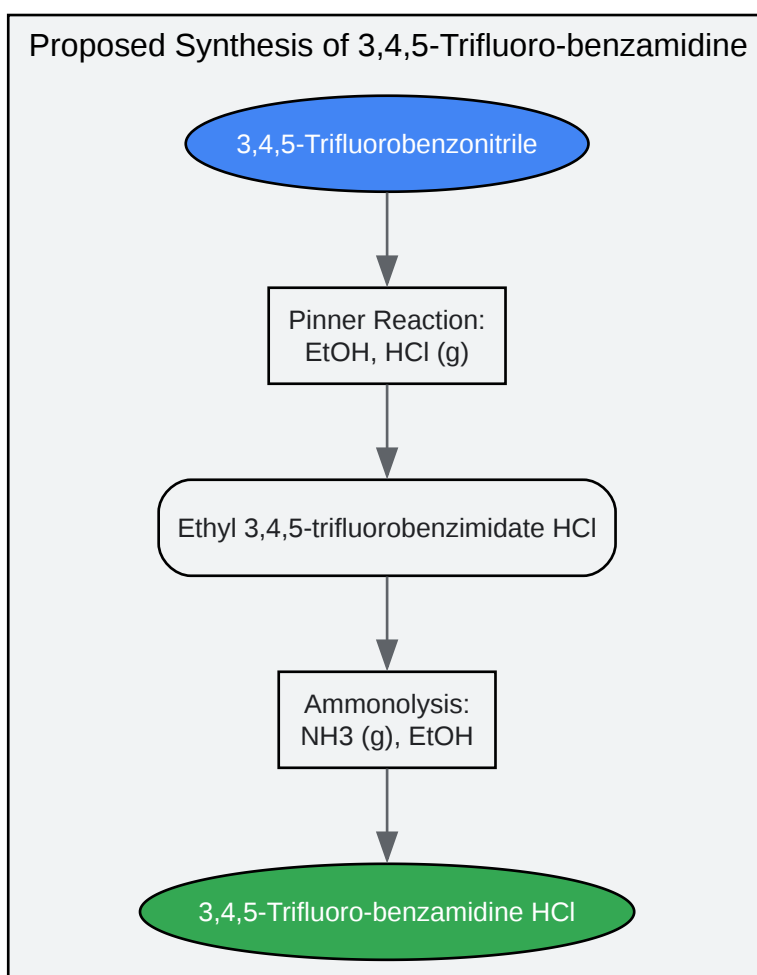 Proposed Synthesis of 3,4,5-Trifluoro-benzamidine
3,4,5-Trifluorobenzonitrile
Pinner Reaction:
EtOH, HCl (g)
Ethyl 3,4,5-trifluorobenzimidate HCl
Ammonolysis:
NH3 (g), EtOH
3,4,5-Trifluoro-benzamidine HCl